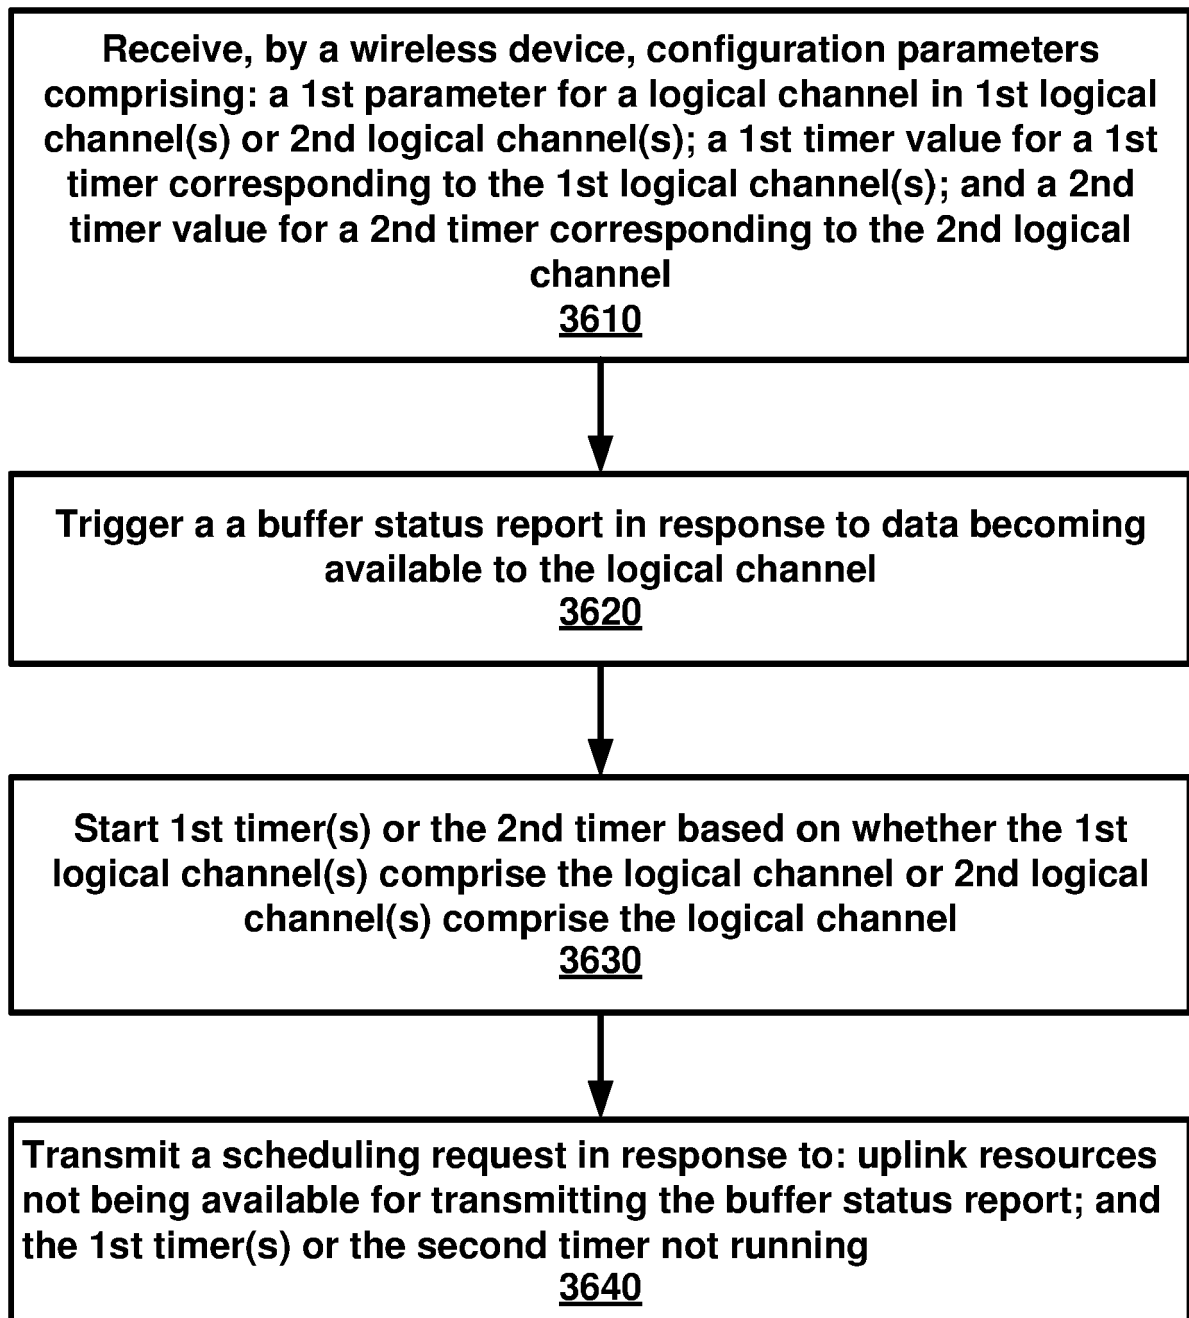 Receive, by a wireless device, configuration parameters
comprising: a 1st parameter for a logical channel in 1st logical
channel(s) or 2nd logical channel(s); a 1st timer value for a 1st
timer corresponding to the 1st logical channel(s); and a 2nd
timer value for a 2nd timer corresponding to the 2nd logical
channel
3610
Trigger a a buffer status report in response to data becoming
available to the logical channel
3620
Start 1st timer(s) or the 2nd timer based on whether the 1st
logical channel(s) comprise the logical channel or 2nd logical
channel(s) comprise the logical channel
3630
Transmit a scheduling request in response to: uplink resources
not being available for transmitting the buffer status report; and
the 1st timer(s) or the second timer not running
3640